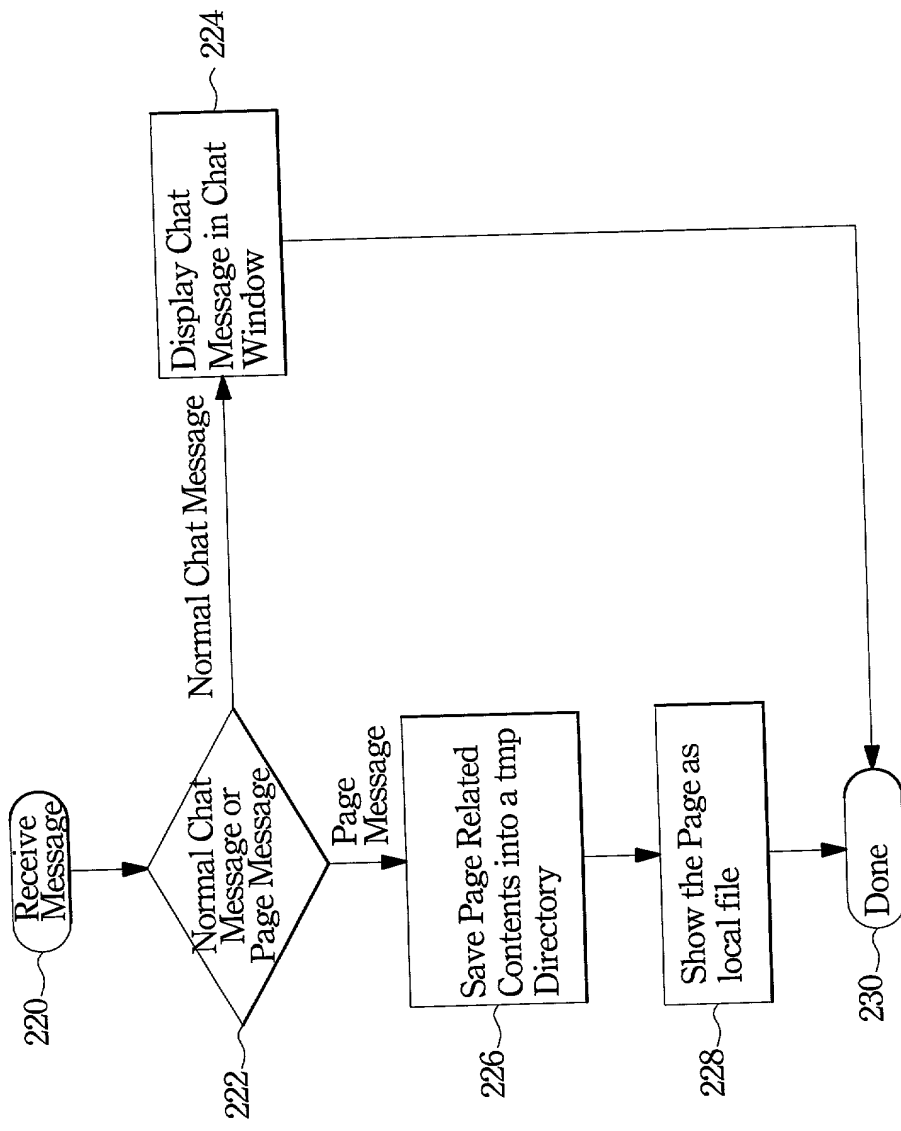 220
Receive
Message
222
Normal Chat
Message or
Page Message
Normal Chat Message
224
Display Chat
Message in Chat
Window
Page
Message
226
Save Page Related
Contents into a tmp
Directory
228
Show the Page as
local file
230
Done